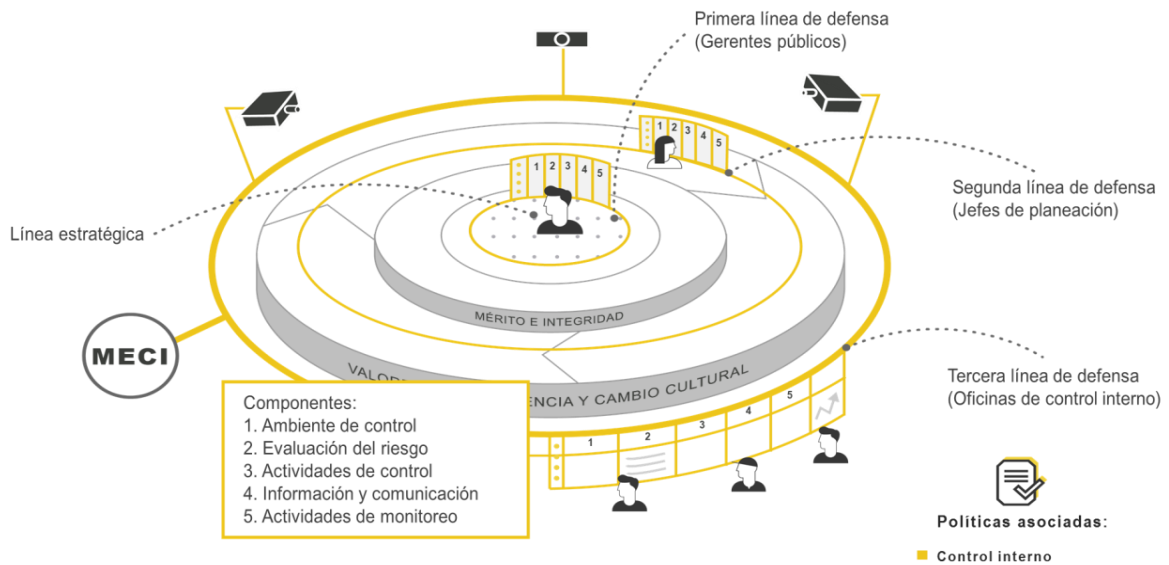 Primera línea de defensa
(Gerentes públicos)
1 2 3 4 5
1 2 3 4 5
Segunda línea de defensa
(Jefes de planeación)
Línea estratégica
MÉRITO E INTEGRIDAD
MECI
CIA Y CAMBIO CULTURAL
Tercera línea de defensa
(Oficinas de control interno)
Componentes:
1. Ambiente de control
2. Evaluación del riesgo
3. Actividades de control
4. Información y comunicación
5. Actividades de monitoreo
1 2 3 4 5
Políticas asociadas:
Control interno